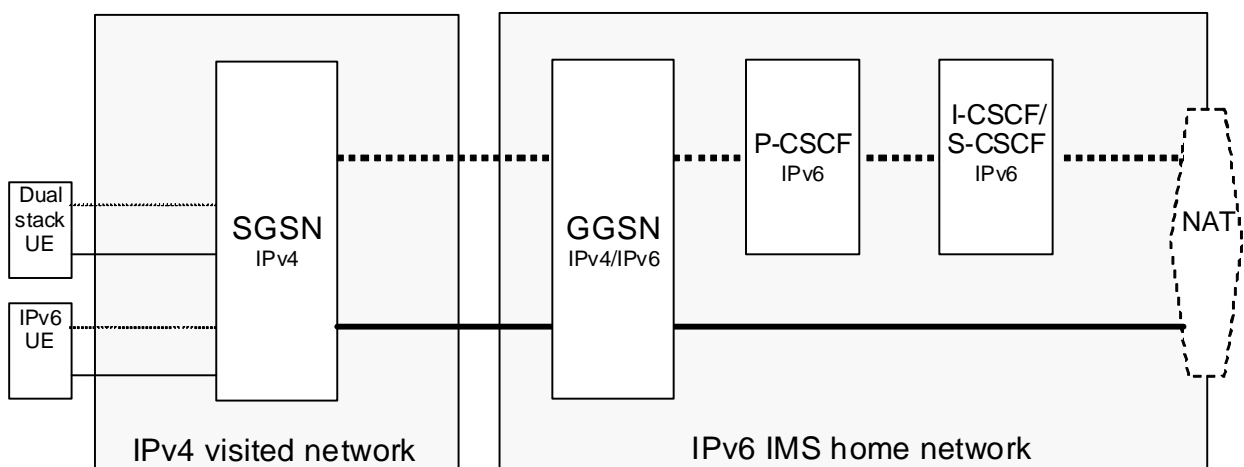 Dual
stack
UE
IPv6
UE
SGSN
IPv4
IPv4 visited network
GGSN
IPv4/IPv6
P-CSCF
IPv6
I-CSCF/
S-CSCF
IPv6
NAT
IPv6 IMS home network